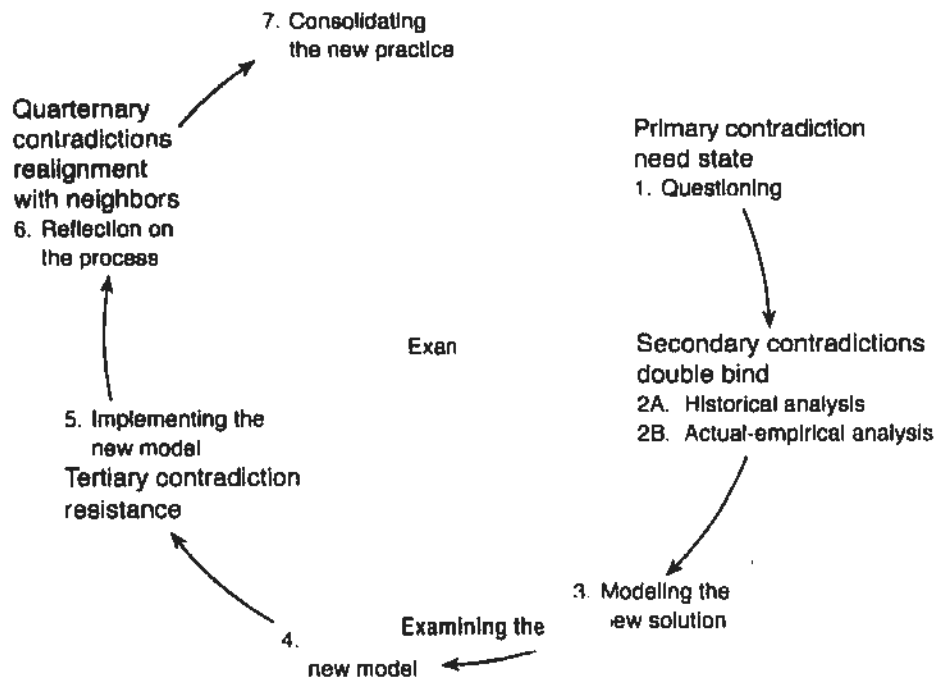 7. Consolidating
the new practice
Quarternary
contradictions
realignment
with neighbors
6. Reflection on
the process
Primary contradiction
need state
1. Questioning
Exan
Secondary contradictions
double bind
2A. Historical analysis
2B. Actual-empirical analysis
5. Implementing the
new model
Tertiary contradiction
resistance
3. Modeling the
ew solution
4. Examining the
new model